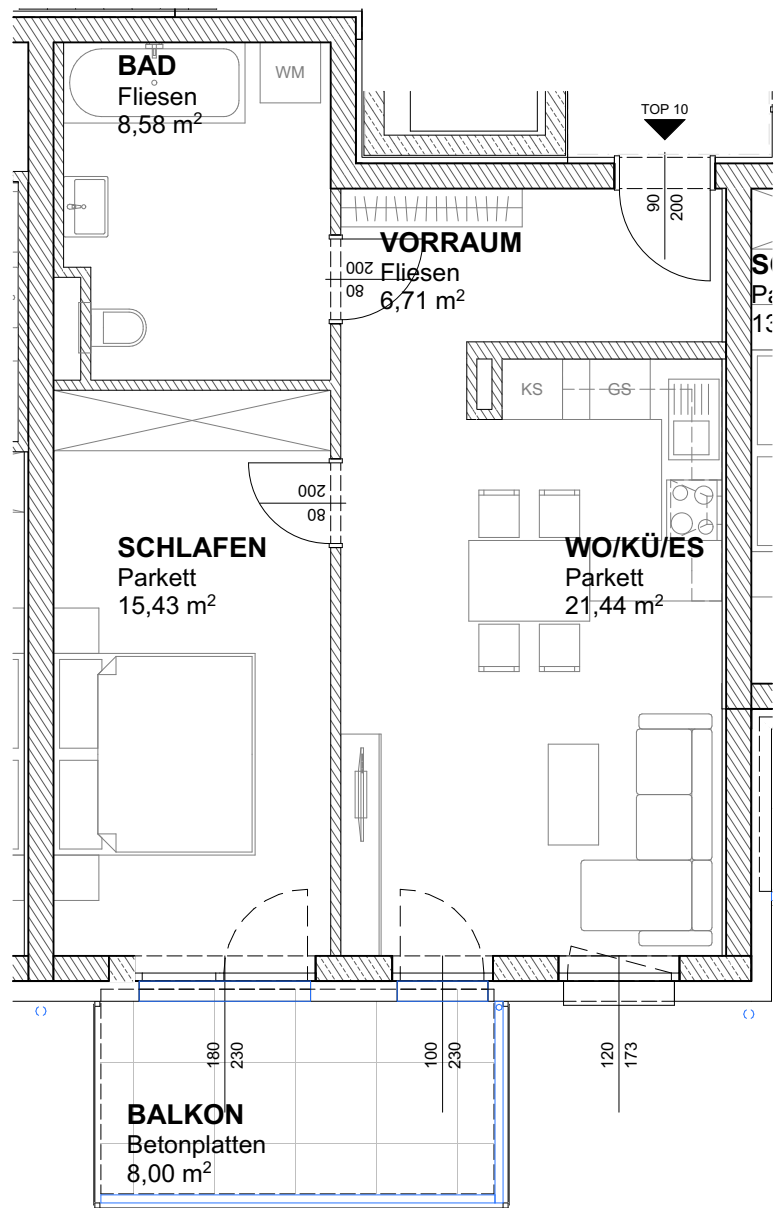 BAD
Fliesen
8,58 m²
WM
TOP 10
90
200
VORRAUM
Fliesen
6,71 m²
200
80
KS
GS
200
80
SCHLAFEN
Parkett
15,43 m²
WO/KÜ/ES
Parkett
21,44 m²
180
230
100
230
120
173
BALKON
Betonplatten
8,00 m²